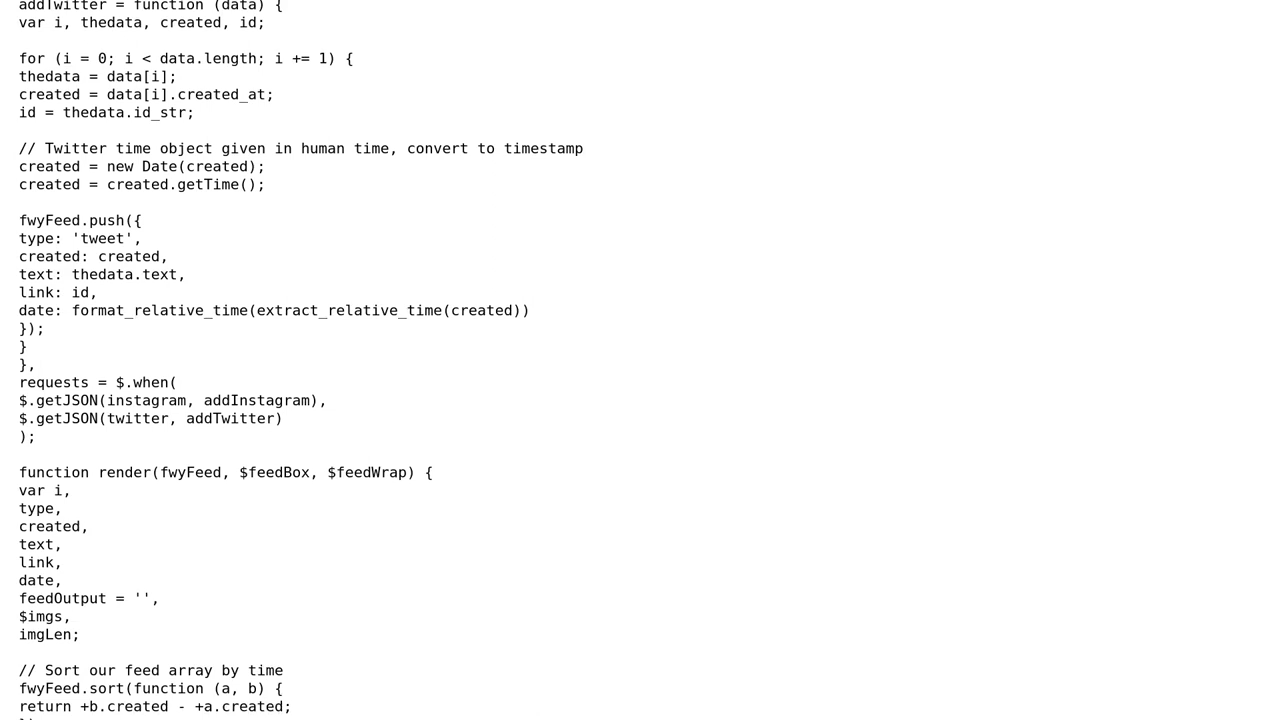 addTwitter = function (data) {
var i, thedata, created, id;

for (i = 0; i < data.length; i += 1) {
thedata = data[i];
created = data[i].created_at;
id = thedata.id_str;

// Twitter time object given in human time, convert to timestamp
created = new Date(created);
created = created.getTime();

fwyFeed.push({
type: 'tweet',
created: created,
text: thedata.text,
link: id,
date: format_relative_time(extract_relative_time(created))
});
}
},
requests = $.when(
$.getJSON(instagram, addInstagram),
$.getJSON(twitter, addTwitter)
);

function render(fwyFeed, $feedBox, $feedWrap) {
var i,
type,
created,
text,
link,
date,
feedOutput = '',
$imgs,
imgLen;

// Sort our feed array by time
fwyFeed.sort(function (a, b) {
return +b.created - +a.created;